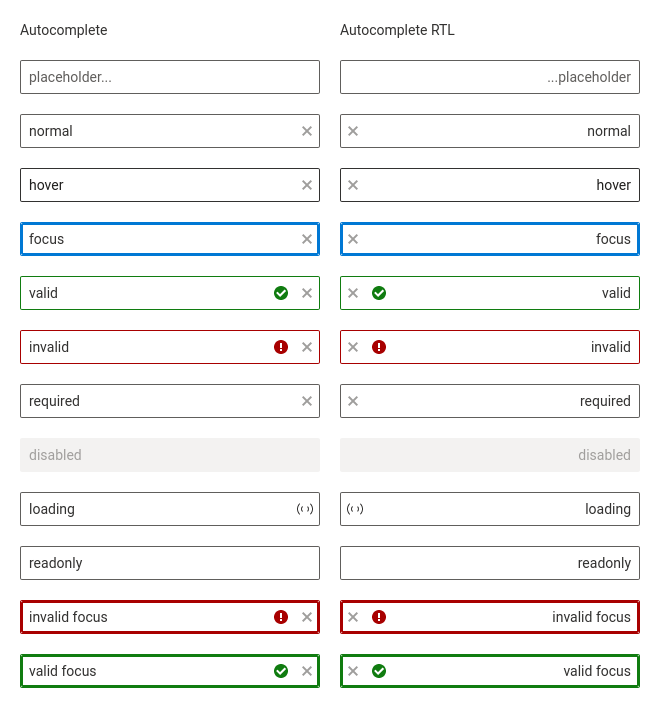 Autocomplete
Autocomplete RTL
placeholder...
...placeholder
normal
normal
hover
hover
focus
focus
valid
valid
invalid
invalid
required
required
disabled
disabled
loading
loading
readonly
readonly
invalid focus
invalid focus
valid focus
valid focus